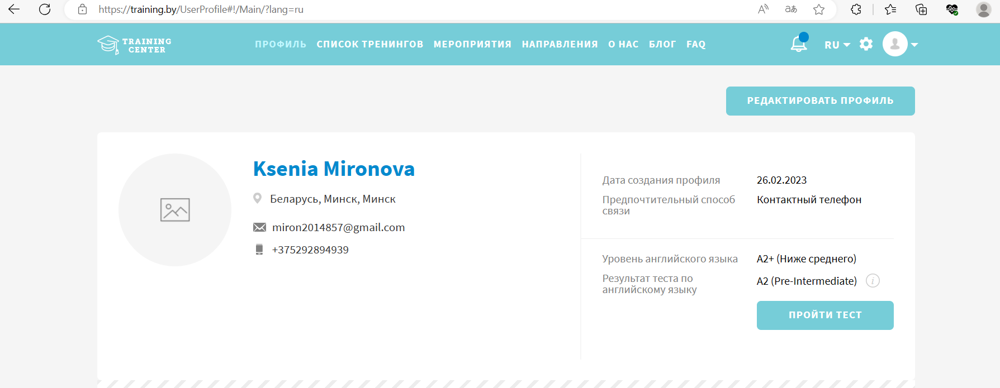 https://training.by/UserProfile#!/Main/?lang=ru
TRAINING
CENTER
ПРОФИЛЬ СПИСОК ТРЕНИНГОВ МЕРОПРИЯТИЯ НАПРАВЛЕНИЯ О НАС БЛОГ FAQ
RU
РЕДАКТИРОВАТЬ ПРОФИЛЬ
Ksenia Mironova
Беларусь, Минск, Минск
miron2014857@gmail.com
+375292894939
Дата создания профиля 26.02.2023
Предпочтительный способ Контактный телефон
связи
Уровень английского языка A2+ (Ниже среднего)
Результат теста по A2 (Pre-Intermediate) i
английскому языку
ПРОЙТИ ТЕСТ